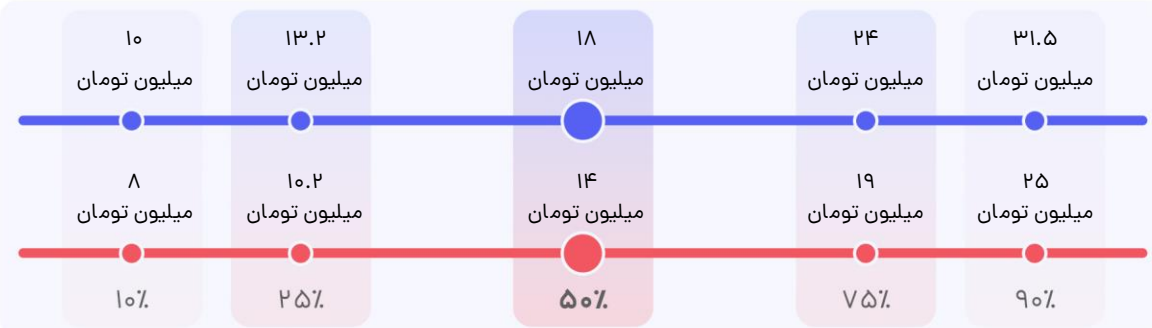 ۱۰
میلیون تومان
۱۳.۲
میلیون تومان
۱۸
میلیون تومان
۲۴
میلیون تومان
۳۱.۵
میلیون تومان
۸
میلیون تومان
۱۰.۲
میلیون تومان
۱۴
میلیون تومان
۱۹
میلیون تومان
۲۵
میلیون تومان
۱۰٪
۲۵٪
۵۰٪
۷۵٪
۹۰٪